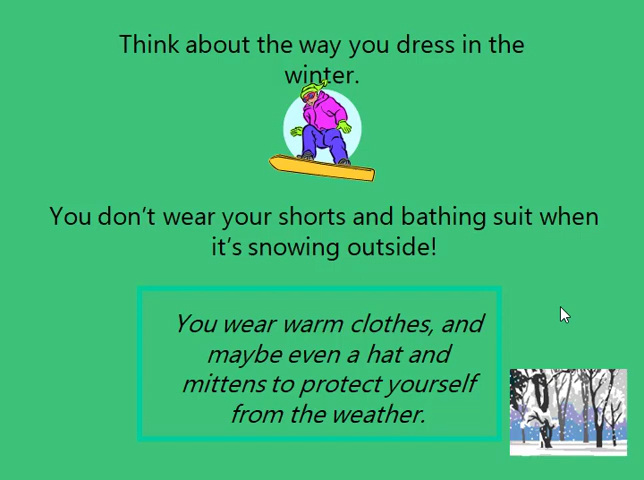 Think about the way you dress in the
winter.
You don't wear your shorts and bathing suit when
it's snowing outside!
You wear warm clothes, and
maybe even a hat and
mittens to protect yourself
from the weather.